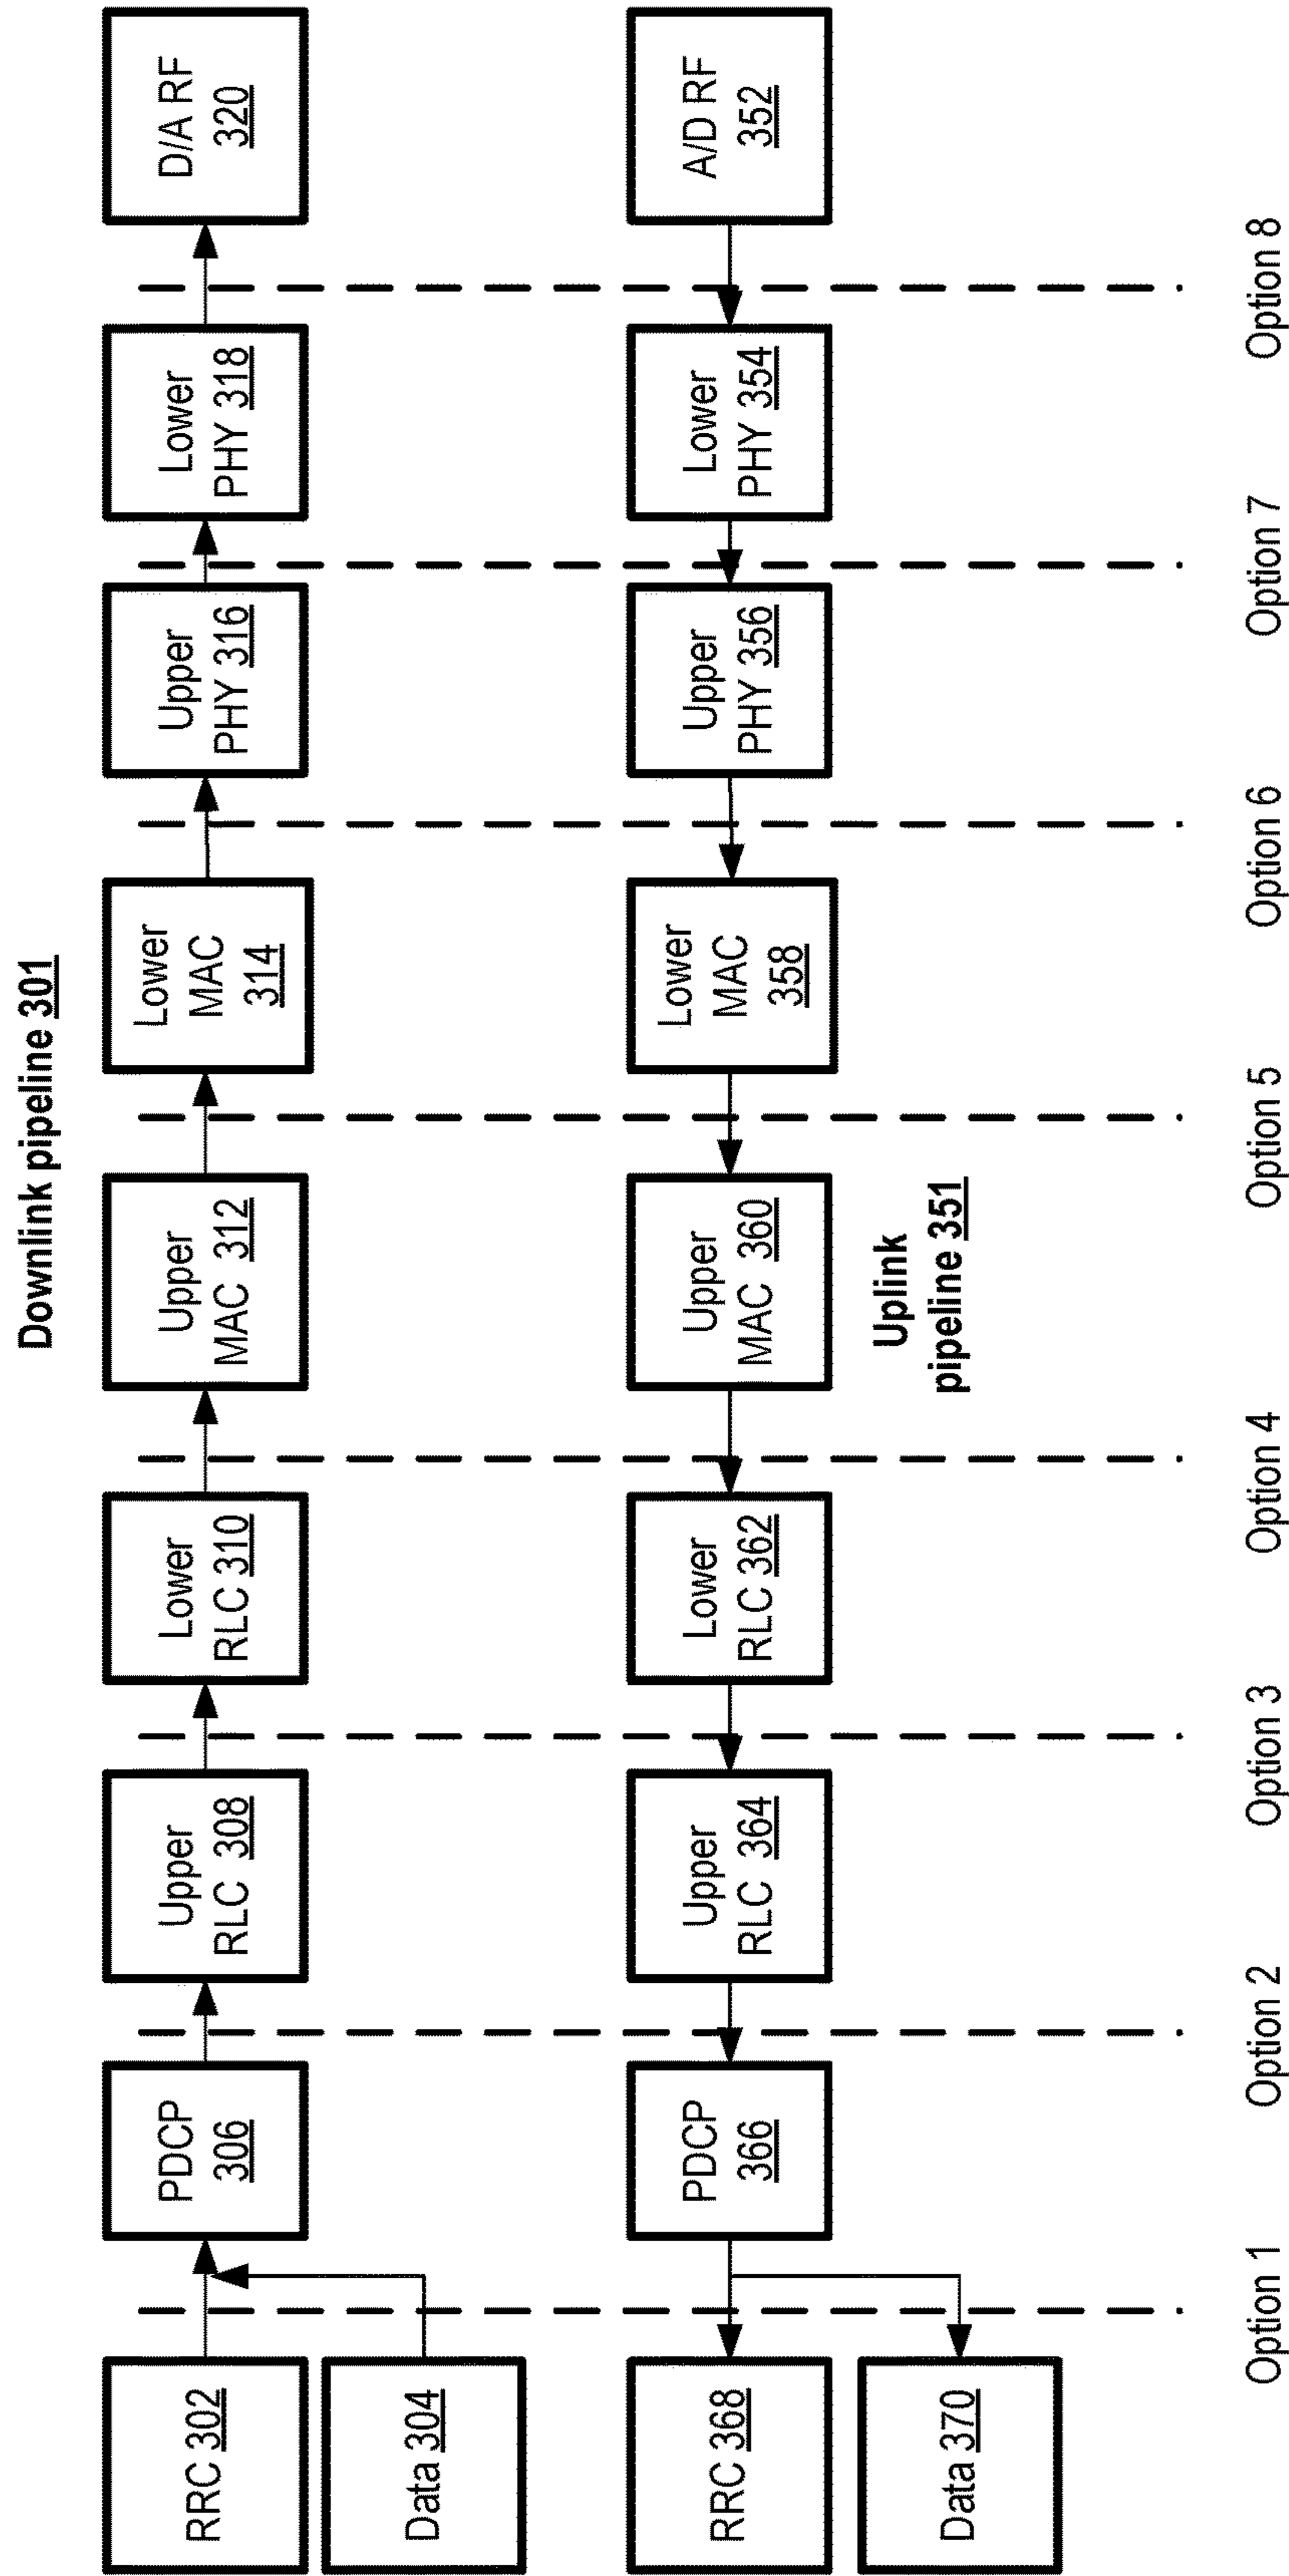 Downlink pipeline 301
RRC 302
Data 304
PDCP
306
Upper
RLC 308
Lower
RLC 310
Upper
MAC 312
Lower
MAC
314
Upper
PHY 316
Lower
PHY 318
D/A RF
320
RRC 368
Data 370
PDCP
366
Upper
RLC 364
Lower
RLC 362
Upper
MAC 360
Lower
MAC
358
Upper
PHY 356
Lower
PHY 354
A/D RF
352
Uplink
pipeline 351
Option 1
Option 2
Option 3
Option 4
Option 5
Option 6
Option 7
Option 8